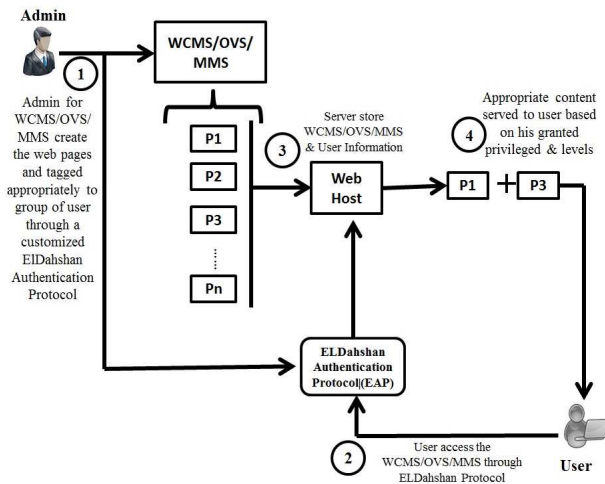 Admin
1
Admin for
WCMS/OVS/
MMS create
the web pages
and tagged
appropriately to
group of user
through a
customized
ElDahshan
Authentication
Protocol
WCMS/OVS/
MMS
P1
P2
P3
Pn
3
Server store
WCMS/OVS/MMS
& User Information
Web
Host
4
Appropriate content
served to user based
on his granted
privileged & levels
P1
+
P3
ELDahshan
Authentication
Protocol|(EAP)
2
User access the
WCMS/OVS/MMS through
ELDahshan Protocol
User